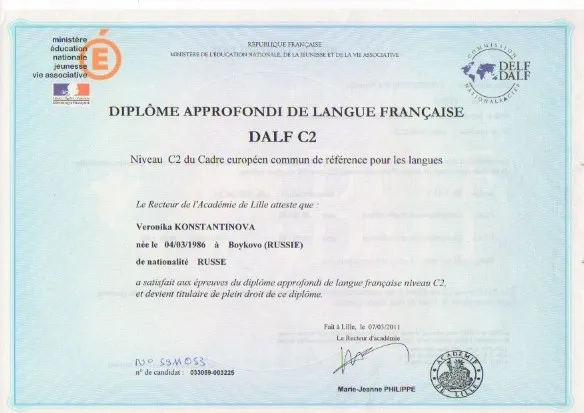 ministère
éducation
nationale
jeunesse
vie associative
RÉPUBLIQUE FRANÇAISE
MINISTÈRE DE L'ÉDUCATION NATIONALE, DE LA JEUNESSE ET DE LA VIE ASSOCIATIVE
COMMISSION
DELF
DALF
NATIONALE
DIPLÔME APPROFONDI DE LANGUE FRANÇAISE
DALF C2
Niveau C2 du Cadre européen commun de référence pour les langues
Le Recteur de l'Académie de Lille atteste que :
Veronika KONSTANTINOVA
née le 04/03/1986 à Boykovo (RUSSIE)
de nationalité RUSSE
a satisfait aux épreuves du diplôme approfondi de langue française niveau C2,
et devient titulaire de plein droit de ce diplôme.
Fait à Lille, le 07/03/2011
Le Recteur d'académie
n° de candidat : 033059-003225
ACADÉMIE
DE LILLE
Marie-Jeanne PHILIPPE